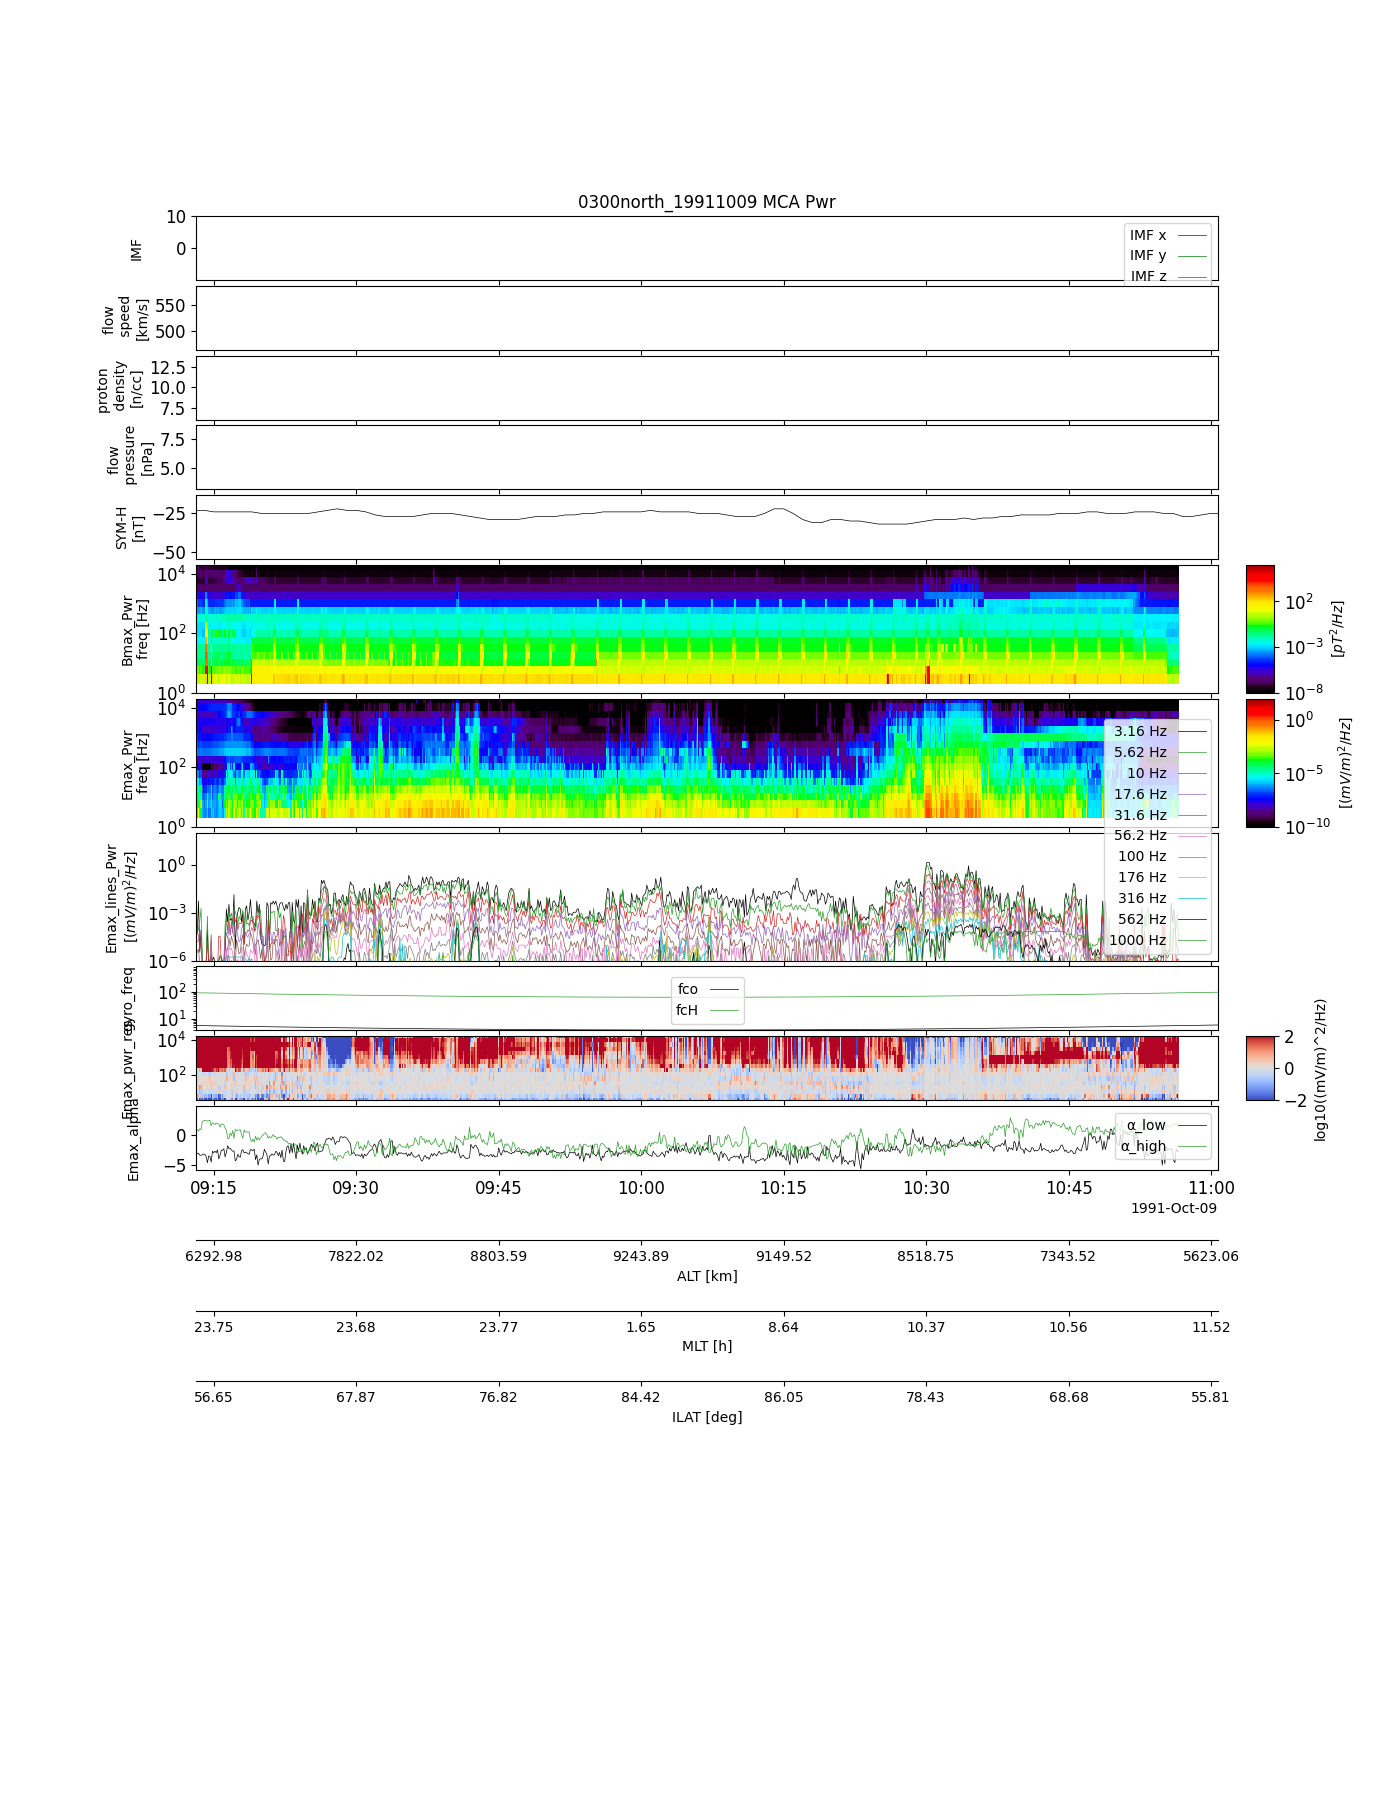 0300north_19911009 MCA Pwr
10
0
IMF
IMF x
IMF y
IMF z
550
500
flow
speed
[km/s]
12.5
10.0
7.5
proton
density
[n/cc]
7.5
5.0
flow
pressure
[nPa]
−25
−50
SYM-H
[nT]
10^4
10^2
10^0
Bmax_Pwr
freq [Hz]
10^2
10^−3
10^−8
[pT^2/Hz]
10^4
10^2
10^0
Emax_Pwr
freq [Hz]
10^0
10^−5
10^−10
[(mV/m)^2/Hz]
3.16 Hz
5.62 Hz
10 Hz
17.6 Hz
31.6 Hz
56.2 Hz
100 Hz
176 Hz
316 Hz
562 Hz
1000 Hz
10^0
10^−3
10^−6
Emax_lines_Pwr
[(mV/m)^2/Hz]
10^2
10^1
gyro_freq
fco
fcH
10^4
10^2
Emax_pwr_reg
2
0
−2
log10((mV/m)^2/Hz)
0
−5
Emax_alpha
α_low
α_high
09:15 09:30 09:45 10:00 10:15 10:30 10:45 11:00
1991-Oct-09
6292.98 7822.02 8803.59 9243.89 9149.52 8518.75 7343.52 5623.06
ALT [km]
23.75 23.68 23.77 1.65 8.64 10.37 10.56 11.52
MLT [h]
56.65 67.87 76.82 84.42 86.05 78.43 68.68 55.81
ILAT [deg]